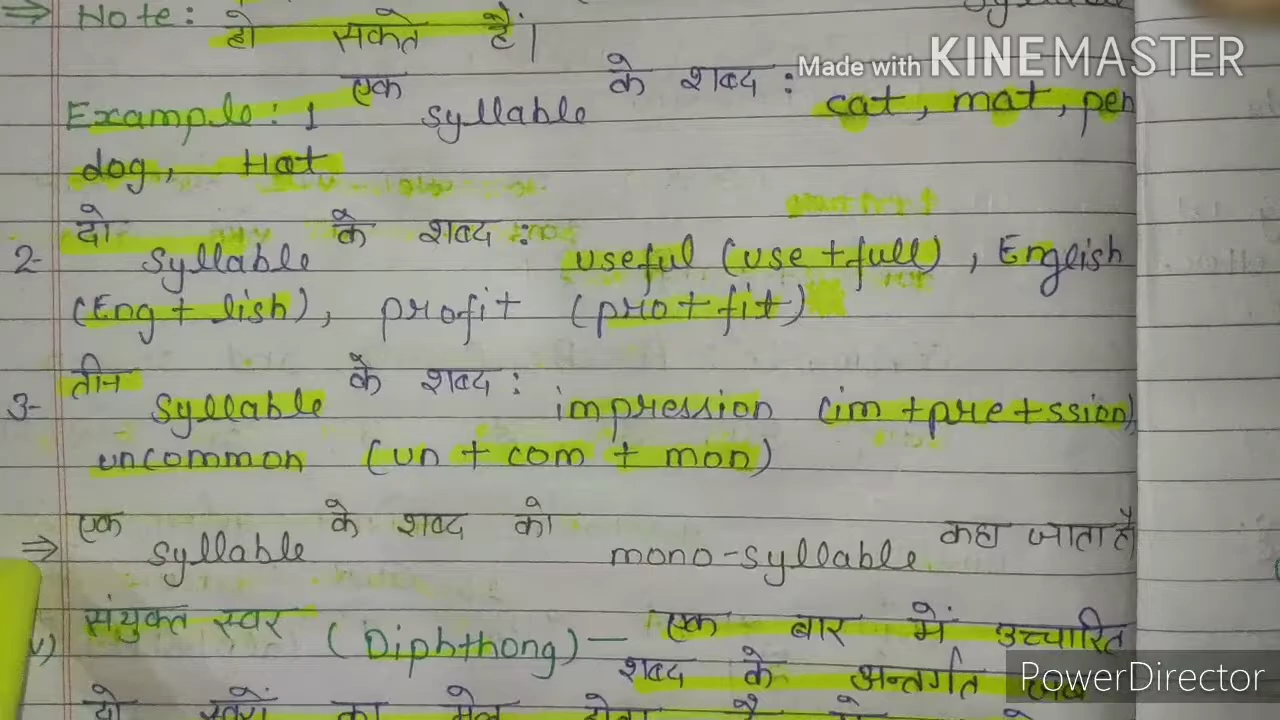 ⇒ Note: हो सकते हैं।
Made with KINEMASTER
Example: 1 एक syllable के शब्द : cat, mat, pen
dog, Hat
2- दो syllable के शब्द : useful (use + full), English
(Eng + lish), profit (pro + fit)
3- तीन syllable के शब्द : impression (im + pre + ssion),
uncommon (un + com + mon)
⇒ एक syllable के शब्द को mono-syllable कहा जाता है
v) संयुक्त स्वर (Diphthong) — एक बार में उच्चारित
शब्द के अन्तर्गत
PowerDirector
दो स्वरों का मेल होता है